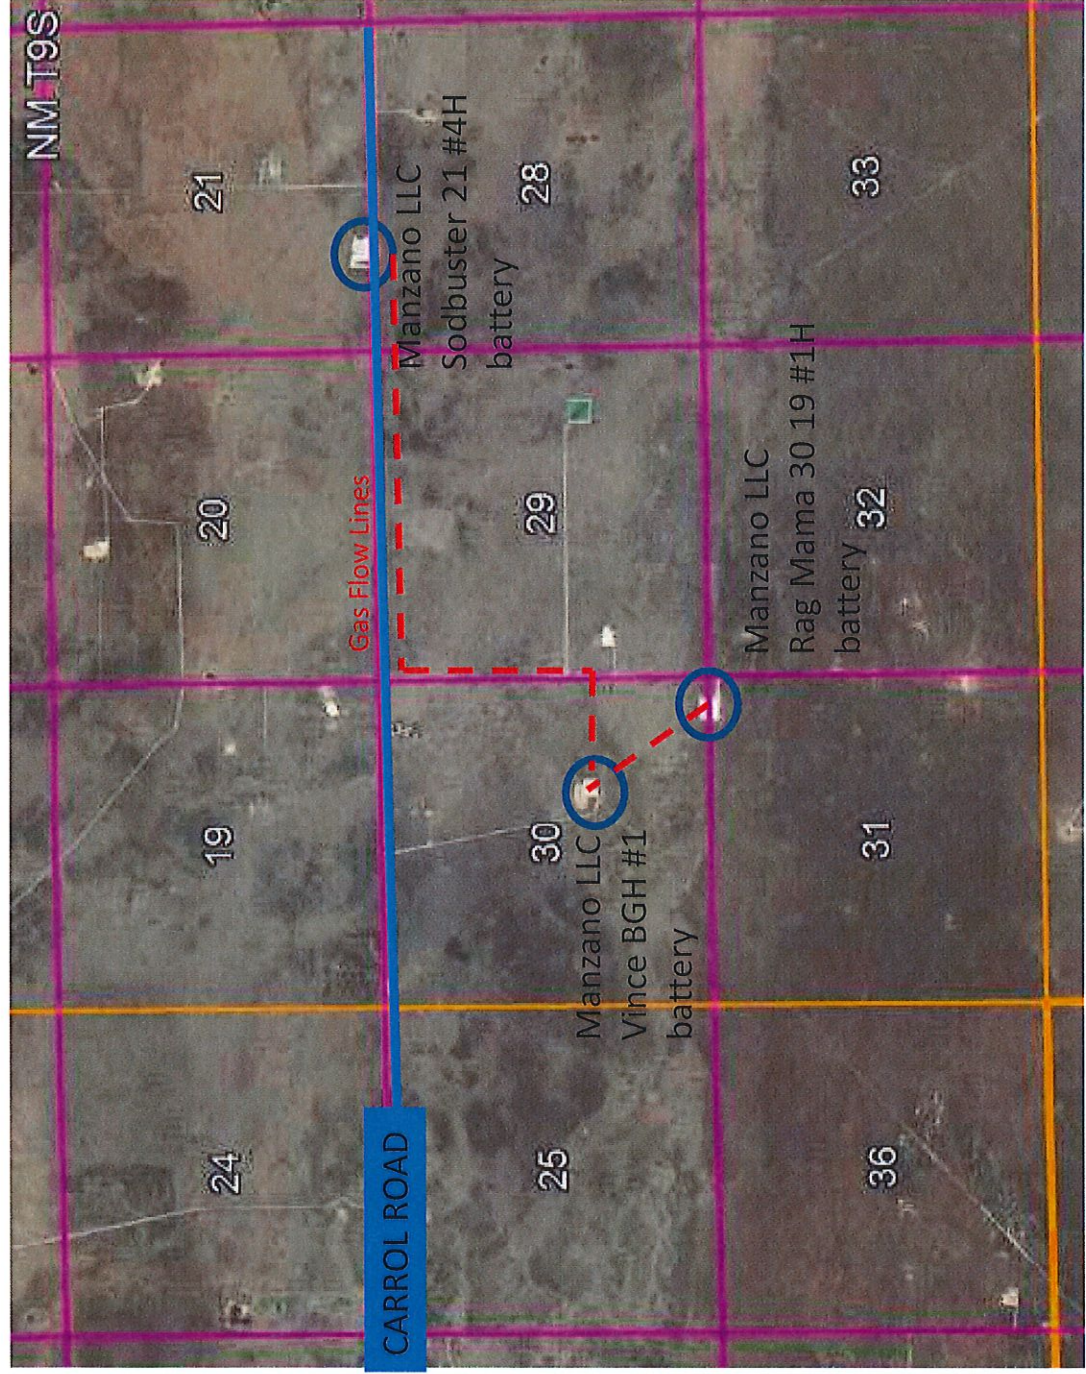 NM T9S
24
19
20
21
Gas Flow Lines
CARROL ROAD
Manzano LLC
Sodbuster 21 #4H
battery
25
30
29
28
Manzano LLC
Vince BGH #1
battery
Manzano LLC
Rag Mama 30 19 #1H
battery
36
31
32
33